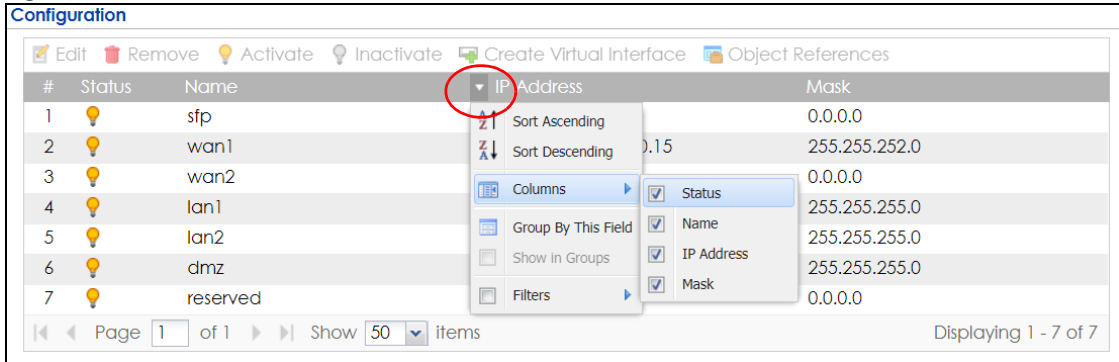 Configuration
Edit Remove Activate Inactivate Create Virtual Interface Object References
# Status Name IP Address Mask
1 sfp 0.0.0.0
2 wan1 0.15 255.255.252.0
3 wan2 0.0.0.0
4 lan1 255.255.255.0
5 lan2 255.255.255.0
6 dmz 255.255.255.0
7 reserved 0.0.0.0
Sort Ascending
Sort Descending
Columns
Group By This Field
Show in Groups
Filters
Status
Name
IP Address
Mask
Page 1 of 1 Show 50 items Displaying 1 - 7 of 7